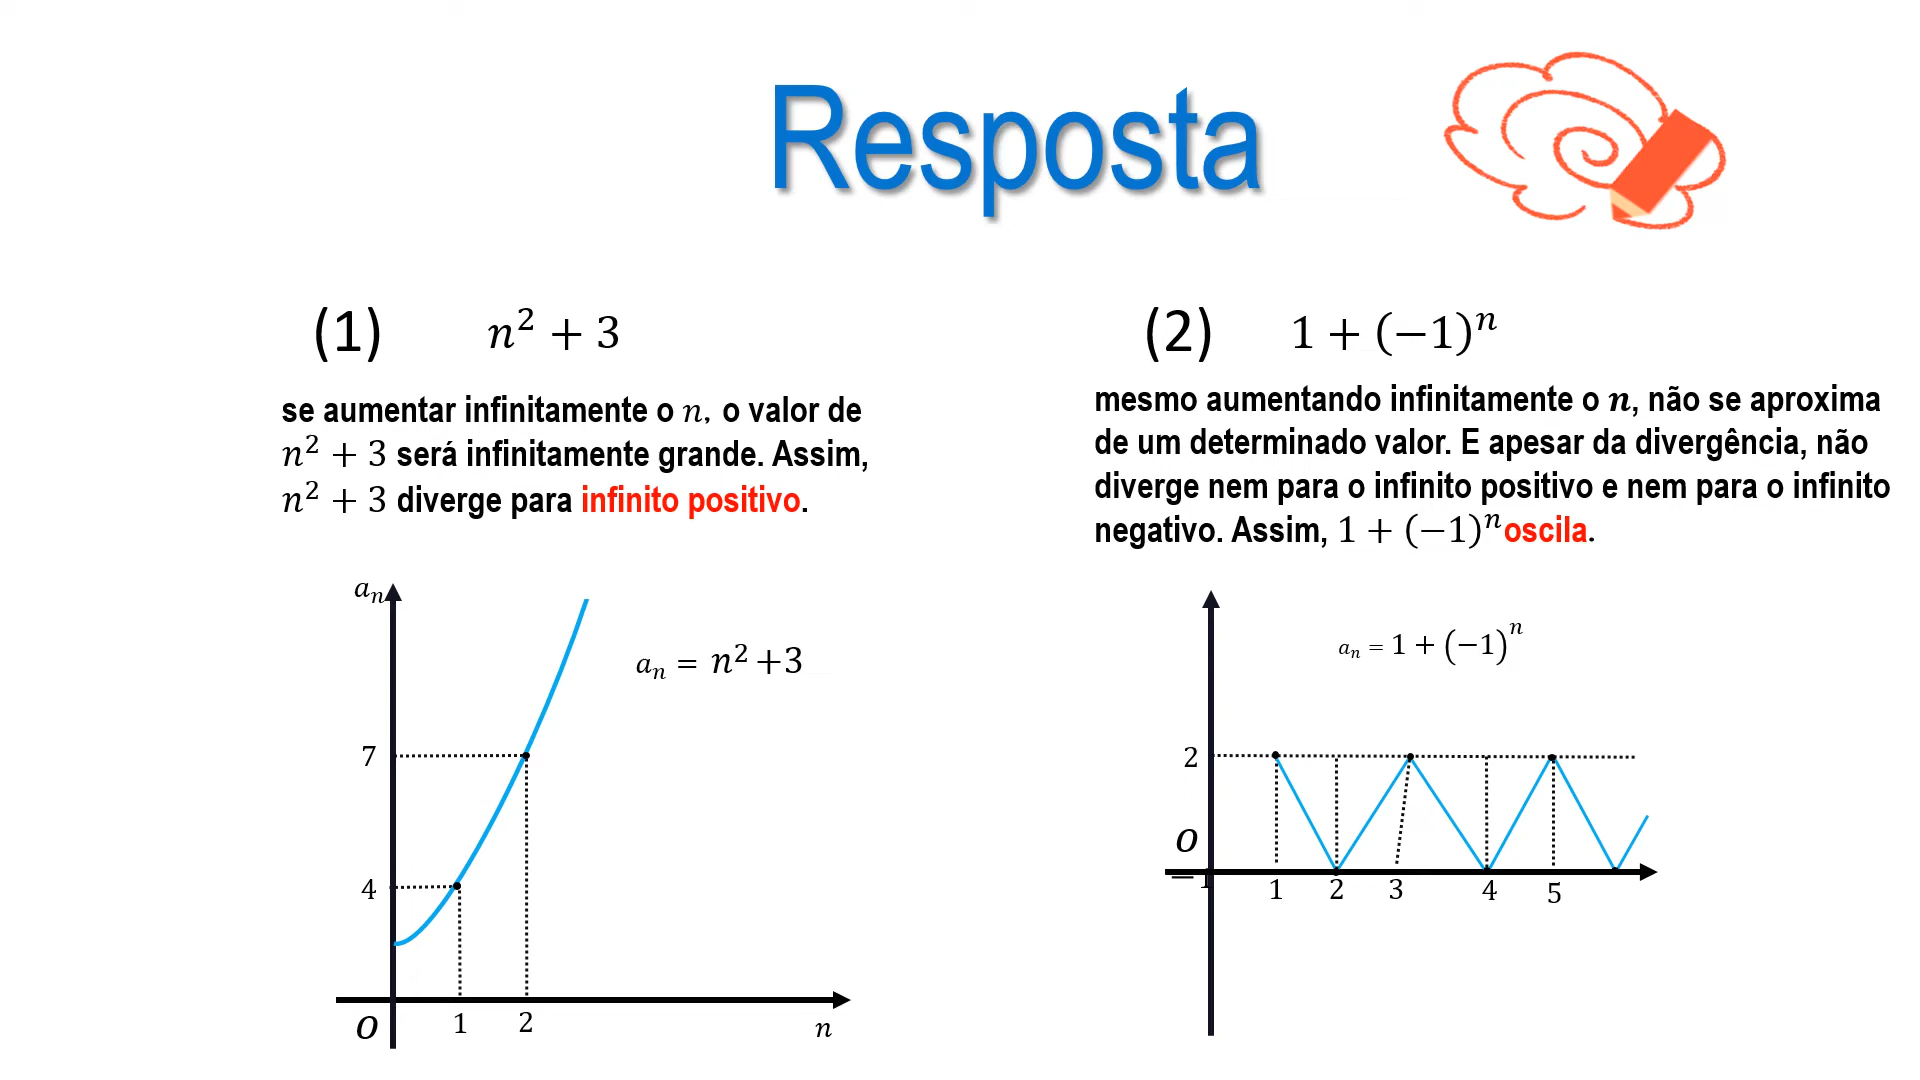 Resposta
(1) n² + 3
se aumentar infinitamente o n, o valor de
n² + 3 será infinitamente grande. Assim,
n² + 3 diverge para infinito positivo.
aₙ
aₙ = n² +3
7
4
O 1 2 n
(2) 1 + (−1)ⁿ
mesmo aumentando infinitamente o n, não se aproxima
de um determinado valor. E apesar da divergência, não
diverge nem para o infinito positivo e nem para o infinito
negativo. Assim, 1 + (−1)ⁿ oscila.
aₙ = 1 + (−1)ⁿ
2
O
−1 1 2 3 4 5